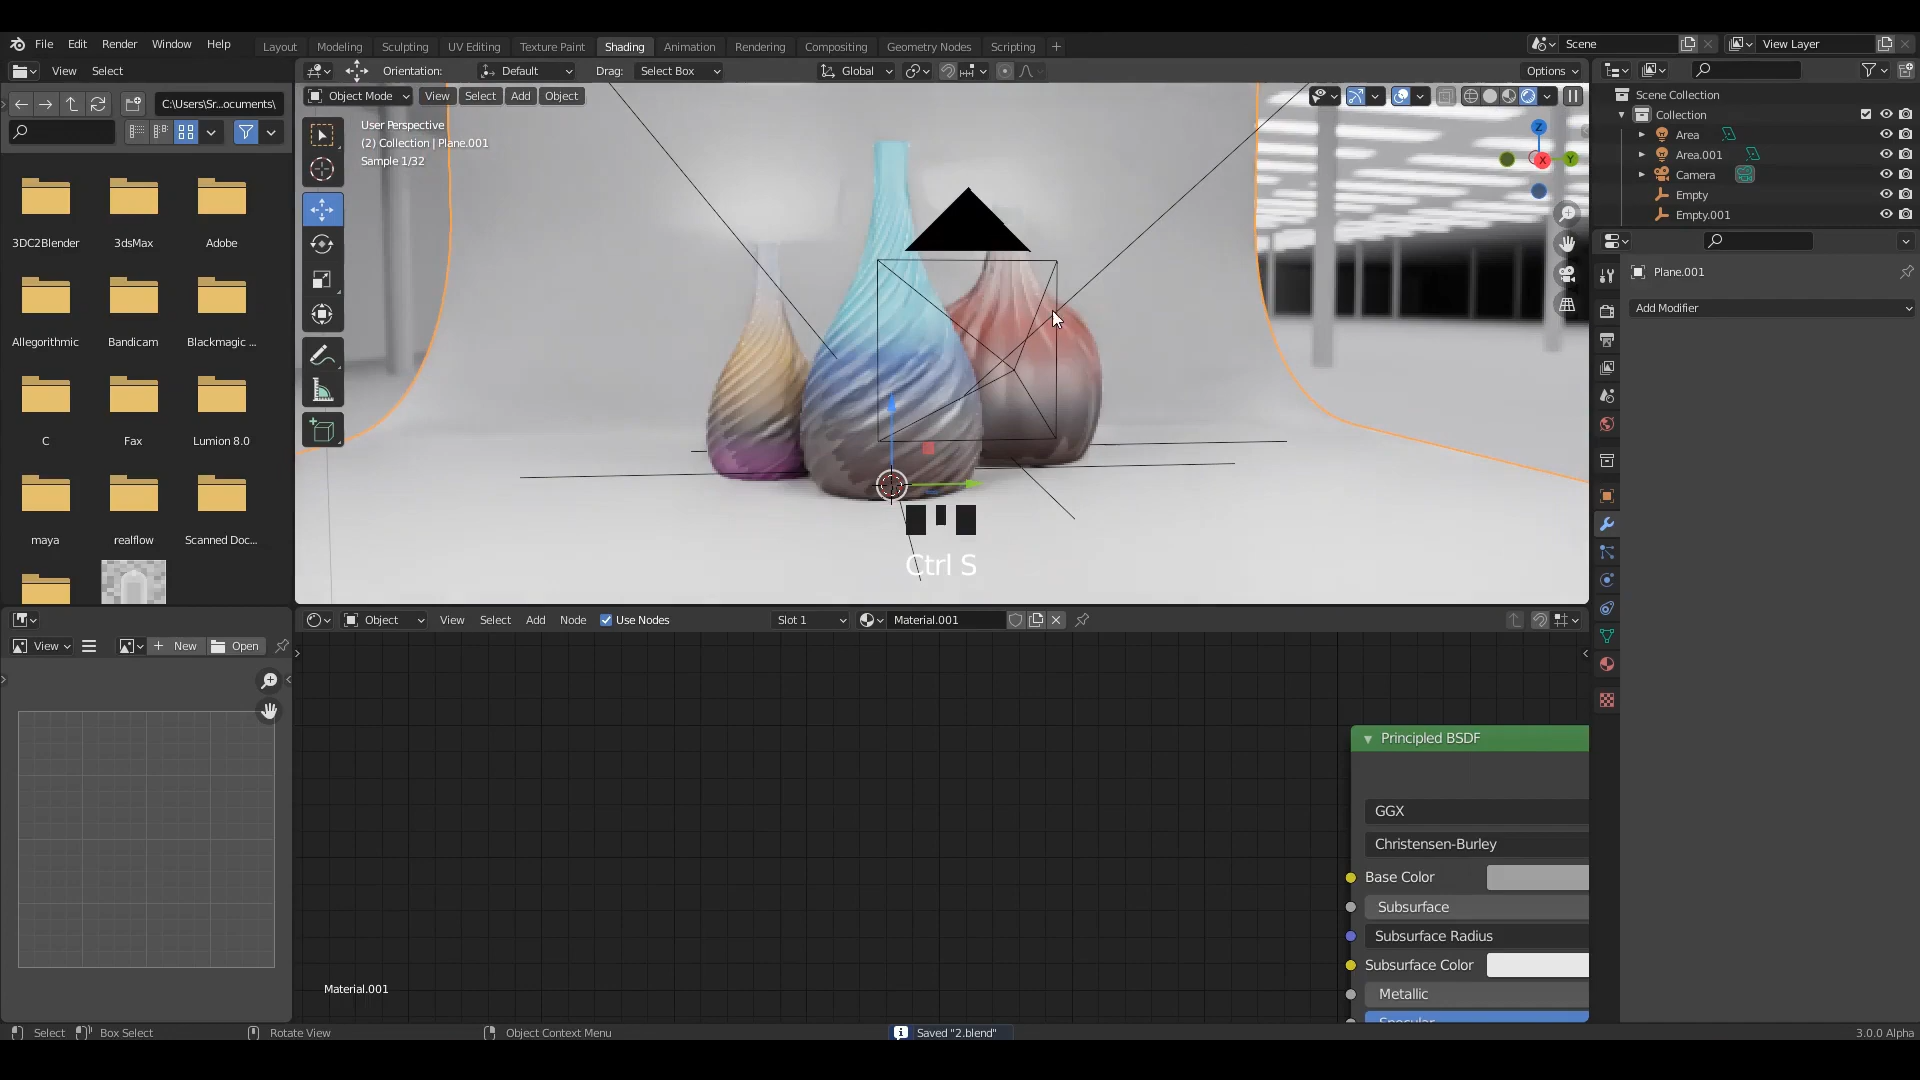 File Edit Render Window Help
Layout Modeling Sculpting UV Editing Texture Paint Shading Animation Rendering Compositing Geometry Nodes Scripting +
Scene
View Layer
View Select
Orientation: Default Drag: Select Box
Global
Options
C:\Users\Sr...ocuments\
Object Mode View Select Add Object
Scene Collection
Collection
Area
Area.001
Camera
Empty
Empty.001
User Perspective
(2) Collection | Plane.001
Sample 1/32
Z
X
Y
3DC2Blender 3dsMax Adobe
Allegorithmic Bandicam Blackmagic ...
C Fax Lumion 8.0
maya realflow Scanned Doc...
Plane.001
Add Modifier
Ctrl S
Object View Select Add Node Use Nodes Slot 1 Material.001
View New Open
Principled BSDF
GGX
Christensen-Burley
Base Color
Subsurface
Subsurface Radius
Subsurface Color
Metallic
Specular
Material.001
Select Box Select Rotate View Object Context Menu Saved "2.blend" 3.0.0 Alpha